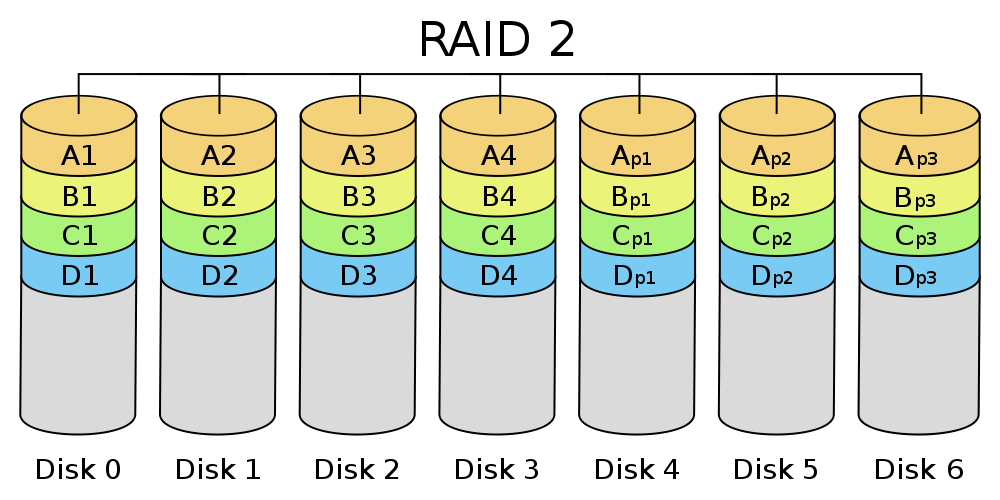 RAID 2
A1 A2 A3 A4 Ap1 Ap2 Ap3
B1 B2 B3 B4 Bp1 Bp2 Bp3
C1 C2 C3 C4 Cp1 Cp2 Cp3
D1 D2 D3 D4 Dp1 Dp2 Dp3
Disk 0 Disk 1 Disk 2 Disk 3 Disk 4 Disk 5 Disk 6